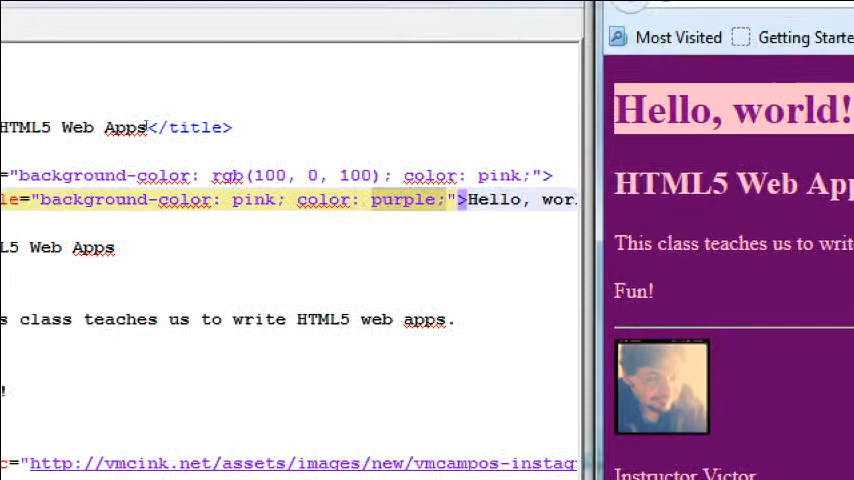 HTML5 Web Apps</title>
="background-color: rgb(100, 0, 100); color: pink;">
le="background-color: pink; color: purple;">Hello, wor
L5 Web Apps
s class teaches us to write HTML5 web apps.
!
c="http://vmcink.net/assets/images/new/vmcampos-instag
Most Visited Getting Starte
Hello, world!
HTML5 Web App
This class teaches us to write
Fun!
Instructor Victor